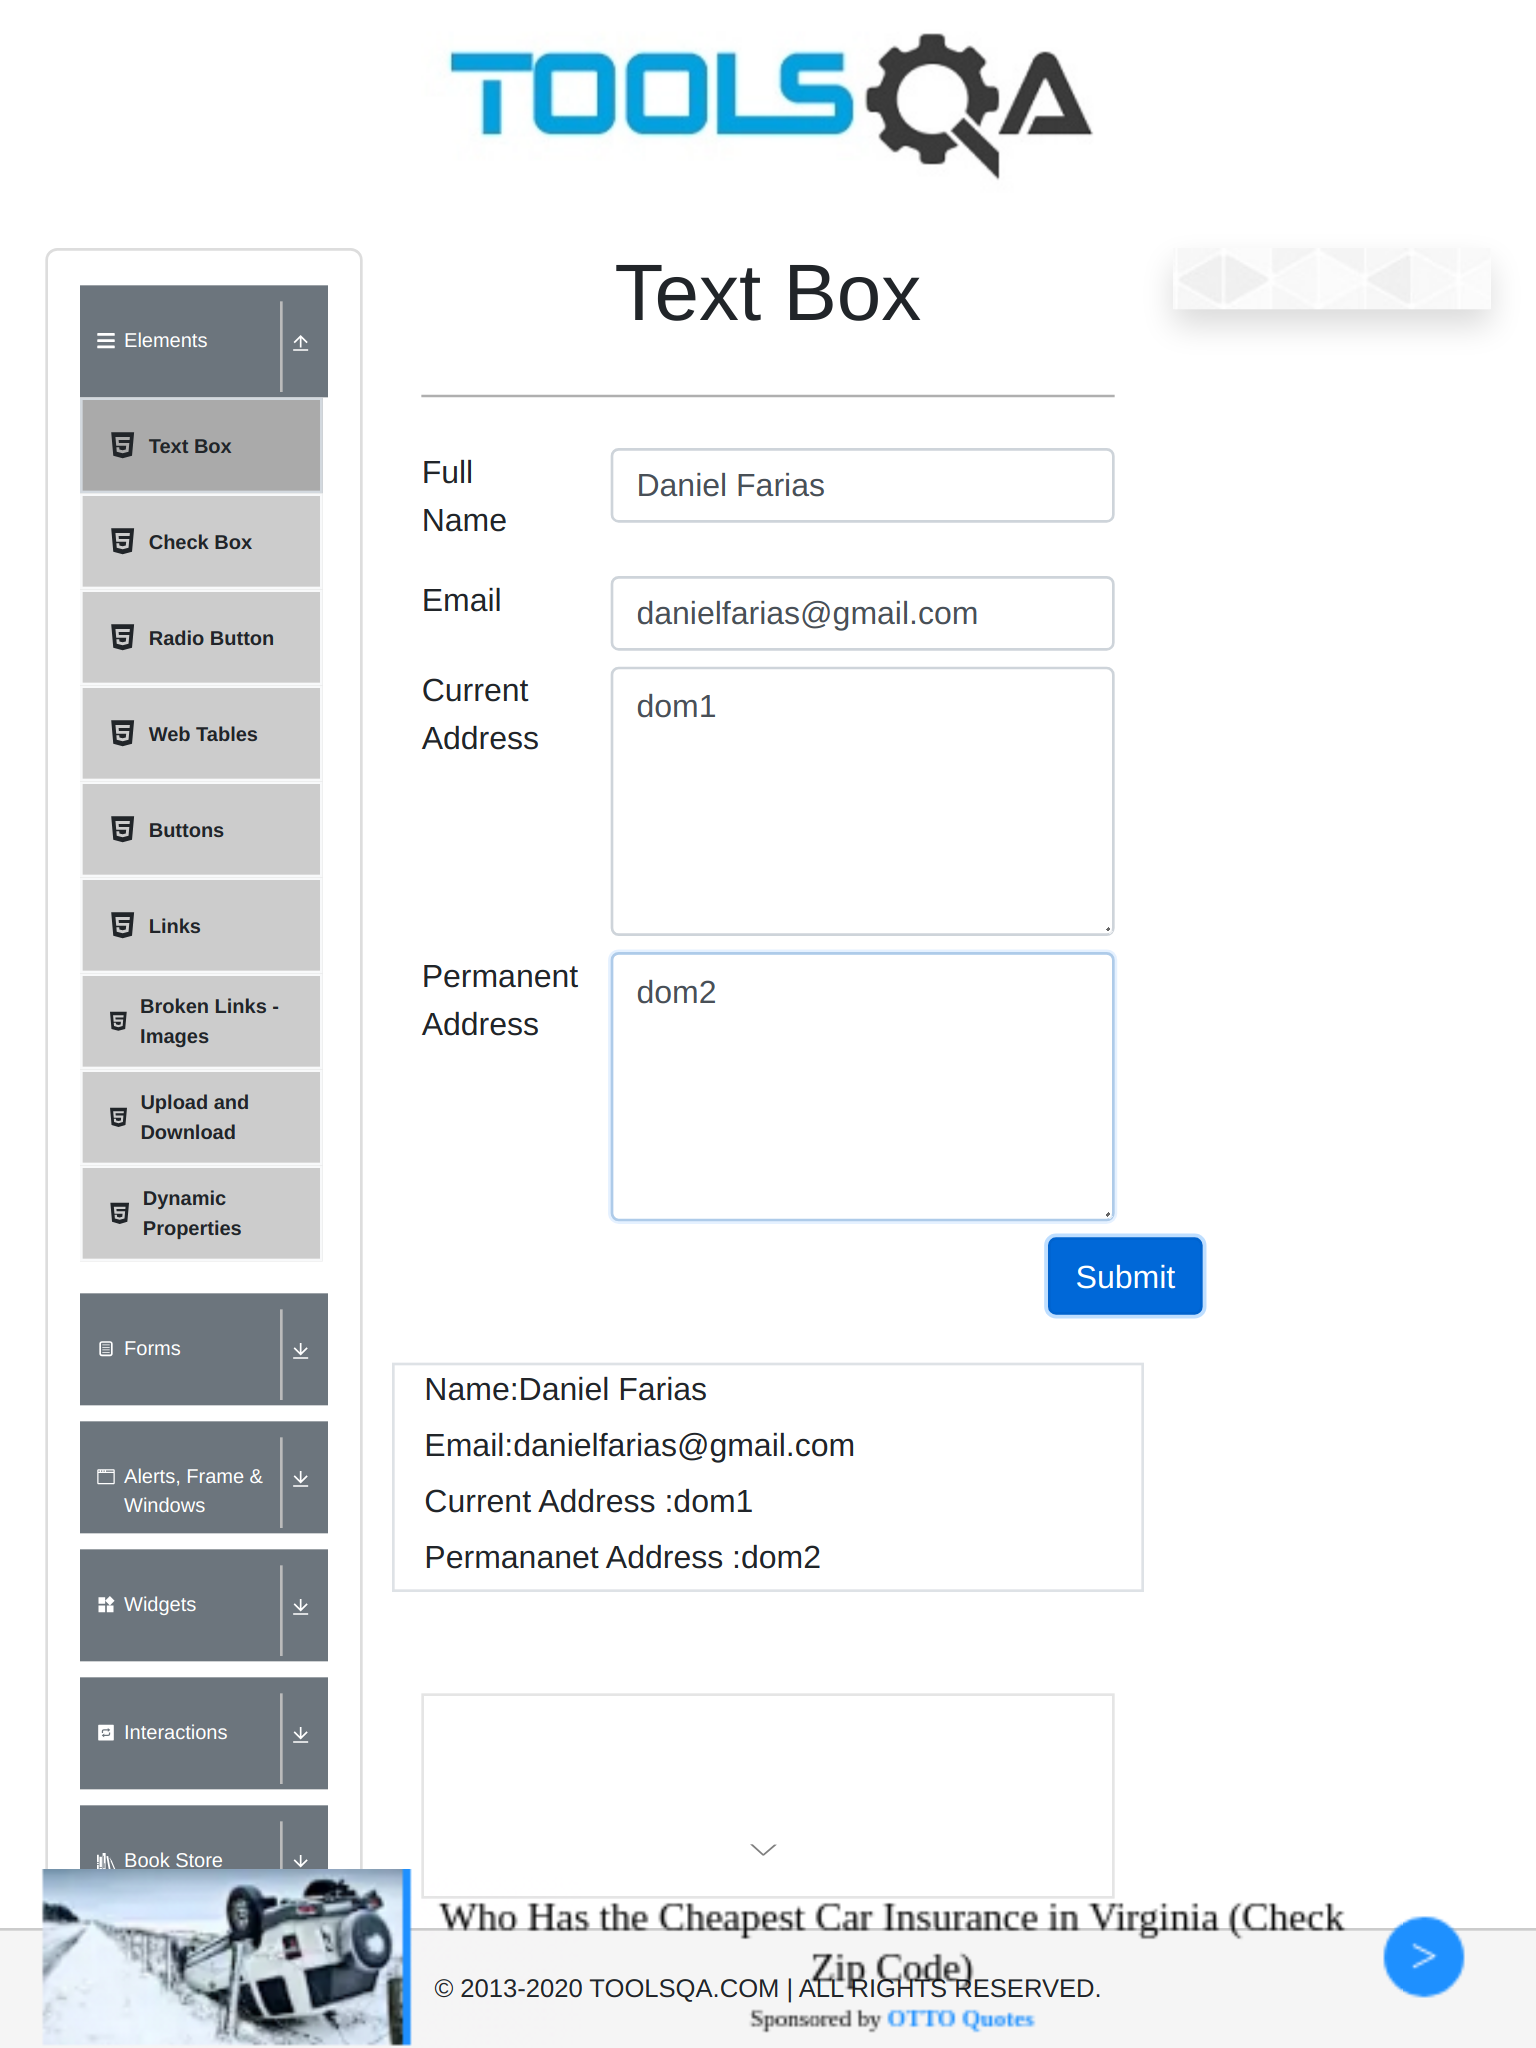 TOOLSQA
Text Box
Elements
Text Box
Check Box
Radio Button
Web Tables
Buttons
Links
Broken Links -
Images
Upload and
Download
Dynamic
Properties
Forms
Alerts, Frame &
Windows
Widgets
Interactions
Book Store
Full
Name
Daniel Farias
Email
danielfarias@gmail.com
Current
Address
dom1
Permanent
Address
dom2
Submit
Name:Daniel Farias
Email:danielfarias@gmail.com
Current Address :dom1
Permananet Address :dom2
Who Has the Cheapest Car Insurance in Virginia (Check
Zip Code)
© 2013-2020 TOOLSQA.COM | ALL RIGHTS RESERVED.
Sponsored by OTTO Quotes
>